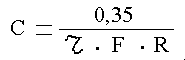 C = 0,35 / (τ · F · R)